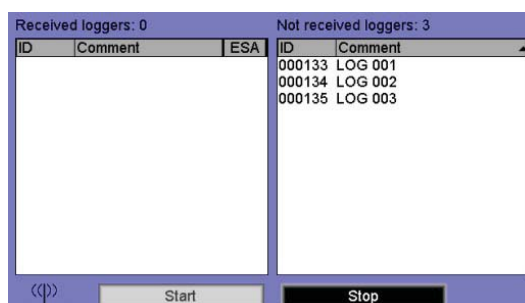 Received loggers: 0
ID Comment ESA
Not received loggers: 3
ID Comment
000133 LOG 001
000134 LOG 002
000135 LOG 003
Start
Stop